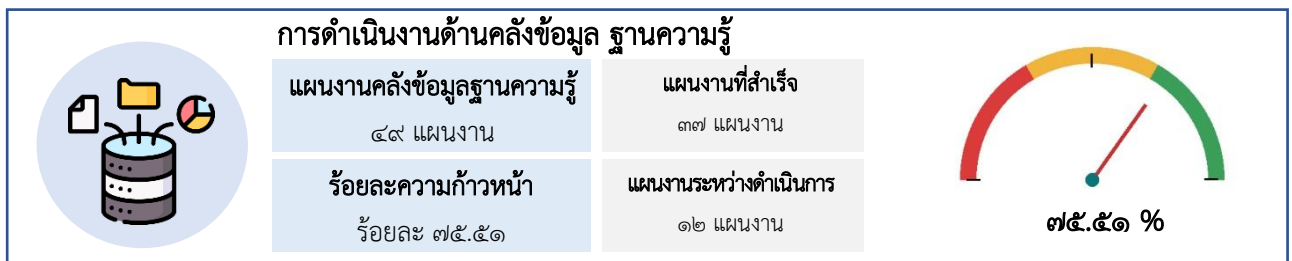 การดำเนินงานด้านคลังข้อมูล ฐานความรู้
แผนงานคลังข้อมูลฐานความรู้
๔๙ แผนงาน
แผนงานที่สำเร็จ
๓๗ แผนงาน
ร้อยละความก้าวหน้า
ร้อยละ ๗๕.๕๑
แผนงานระหว่างดำเนินการ
๑๒ แผนงาน
๗๕.๕๑ %